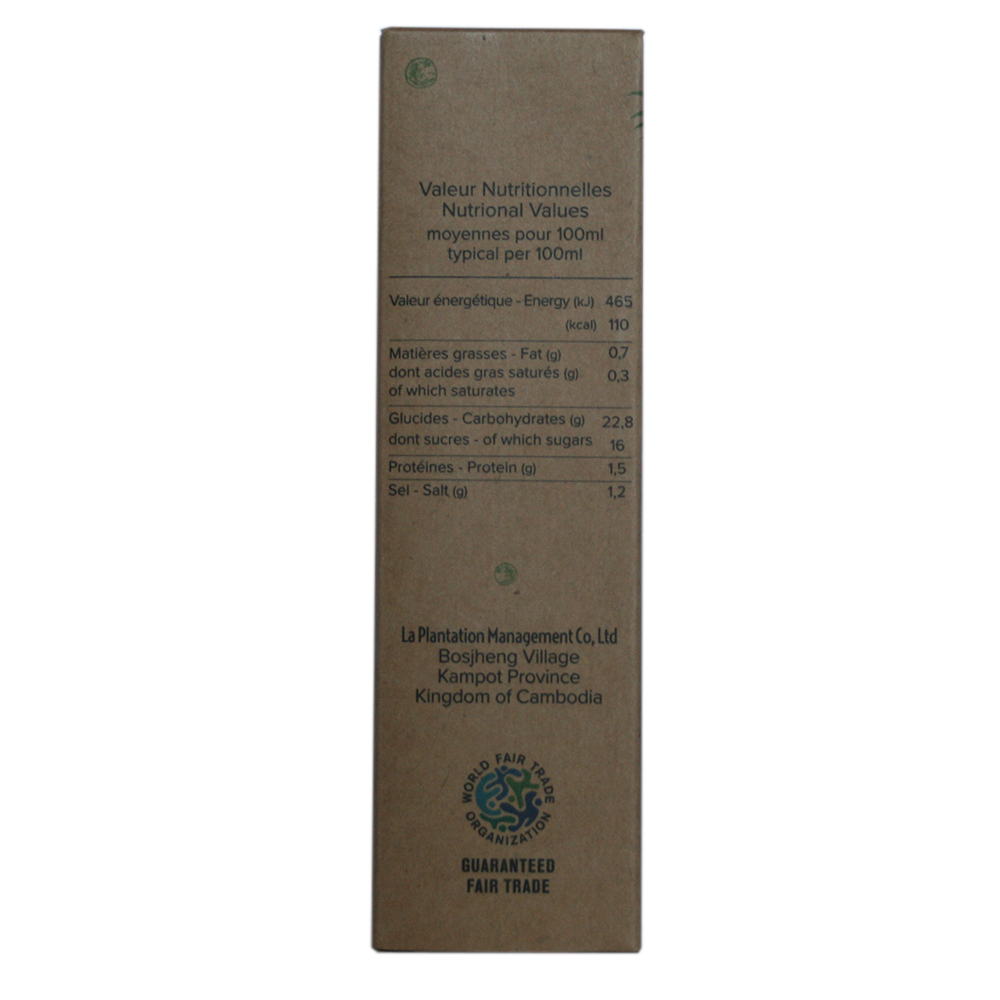 Valeur Nutritionnelles
Nutrional Values
moyennes pour 100ml
typical per 100ml
Valeur énergétique - Energy (kJ) 465
(kcal) 110
Matières grasses - Fat (g) 0,7
dont acides gras saturés (g) 0,3
of which saturates
Glucides - Carbohydrates (g) 22,8
dont sucres - of which sugars 16
Protéines - Protein (g) 1,5
Sel - Salt (g) 1,2
La Plantation Management Co, Ltd
Bosjheng Village
Kampot Province
Kingdom of Cambodia
WORLD FAIR TRADE
ORGANIZATION
GUARANTEED
FAIR TRADE